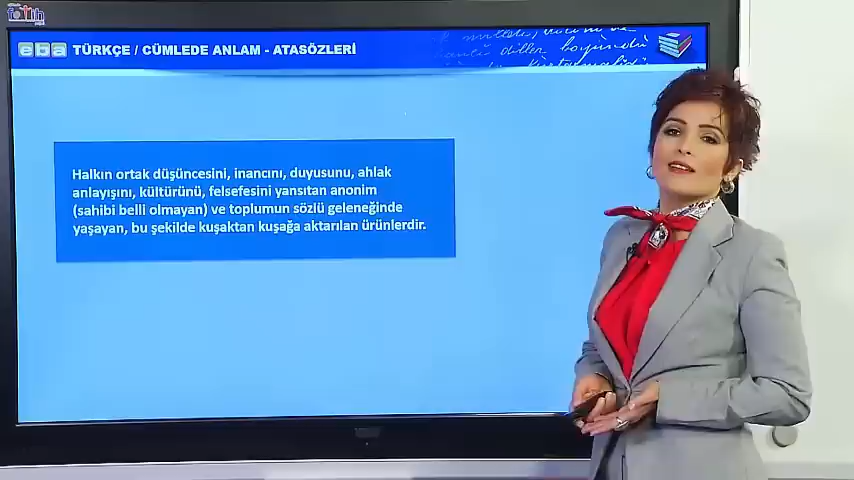 fatih
eba TÜRKÇE / CÜMLEDE ANLAM - ATASÖZLERİ
Halkın ortak düşüncesini, inancını, duyusunu, ahlak
anlayışını, kültürünü, felsefesini yansıtan anonim
(sahibi belli olmayan) ve toplumun sözlü geleneğinde
yaşayan, bu şekilde kuşaktan kuşağa aktarılan ürünlerdir.